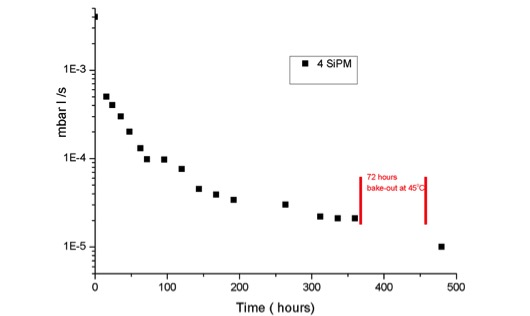 mbar l /s
1E-3
1E-4
1E-5
4 SiPM
72 hours
bake-out at 45°C
0
100
200
300
400
500
Time ( hours)